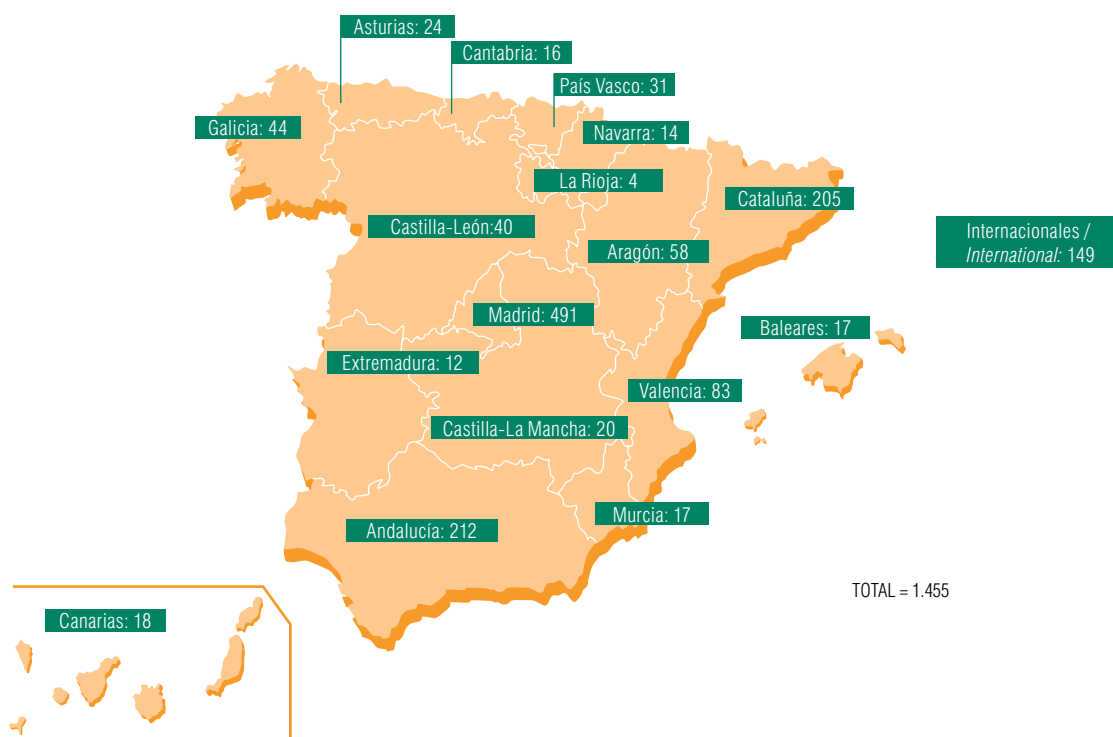 Asturias: 24
Cantabria: 16
País Vasco: 31
Galicia: 44
Navarra: 14
La Rioja: 4
Cataluña: 205
Castilla-León:40
Internacionales /
International: 149
Aragón: 58
Madrid: 491
Baleares: 17
Extremadura: 12
Valencia: 83
Castilla-La Mancha: 20
Murcia: 17
Andalucía: 212
TOTAL = 1.455
Canarias: 18